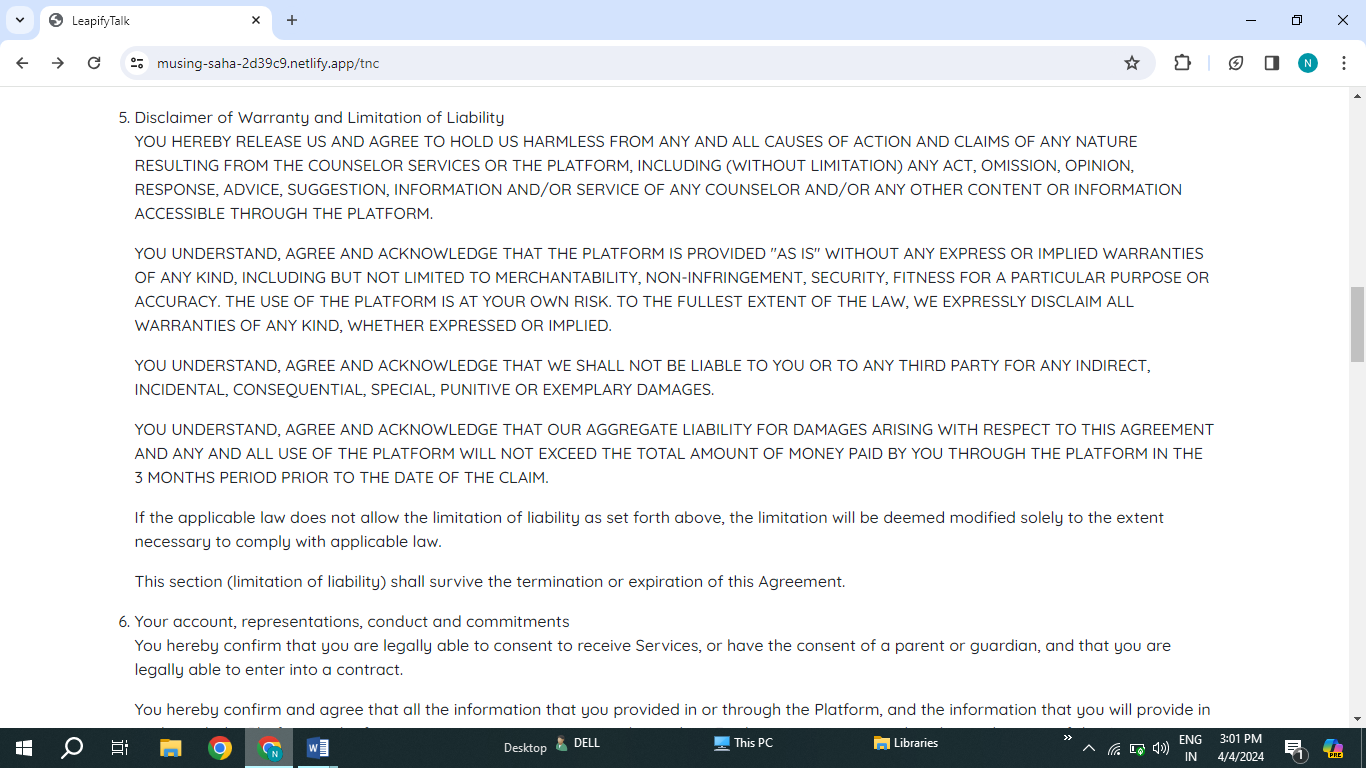 LeapifyTalk
musing-saha-2d39c9.netlify.app/tnc
N
5. Disclaimer of Warranty and Limitation of Liability
YOU HEREBY RELEASE US AND AGREE TO HOLD US HARMLESS FROM ANY AND ALL CAUSES OF ACTION AND CLAIMS OF ANY NATURE
RESULTING FROM THE COUNSELOR SERVICES OR THE PLATFORM, INCLUDING (WITHOUT LIMITATION) ANY ACT, OMISSION, OPINION,
RESPONSE, ADVICE, SUGGESTION, INFORMATION AND/OR SERVICE OF ANY COUNSELOR AND/OR ANY OTHER CONTENT OR INFORMATION
ACCESSIBLE THROUGH THE PLATFORM.
YOU UNDERSTAND, AGREE AND ACKNOWLEDGE THAT THE PLATFORM IS PROVIDED "AS IS" WITHOUT ANY EXPRESS OR IMPLIED WARRANTIES
OF ANY KIND, INCLUDING BUT NOT LIMITED TO MERCHANTABILITY, NON-INFRINGEMENT, SECURITY, FITNESS FOR A PARTICULAR PURPOSE OR
ACCURACY. THE USE OF THE PLATFORM IS AT YOUR OWN RISK. TO THE FULLEST EXTENT OF THE LAW, WE EXPRESSLY DISCLAIM ALL
WARRANTIES OF ANY KIND, WHETHER EXPRESSED OR IMPLIED.
YOU UNDERSTAND, AGREE AND ACKNOWLEDGE THAT WE SHALL NOT BE LIABLE TO YOU OR TO ANY THIRD PARTY FOR ANY INDIRECT,
INCIDENTAL, CONSEQUENTIAL, SPECIAL, PUNITIVE OR EXEMPLARY DAMAGES.
YOU UNDERSTAND, AGREE AND ACKNOWLEDGE THAT OUR AGGREGATE LIABILITY FOR DAMAGES ARISING WITH RESPECT TO THIS AGREEMENT
AND ANY AND ALL USE OF THE PLATFORM WILL NOT EXCEED THE TOTAL AMOUNT OF MONEY PAID BY YOU THROUGH THE PLATFORM IN THE
3 MONTHS PERIOD PRIOR TO THE DATE OF THE CLAIM.
If the applicable law does not allow the limitation of liability as set forth above, the limitation will be deemed modified solely to the extent
necessary to comply with applicable law.
This section (limitation of liability) shall survive the termination or expiration of this Agreement.
6. Your account, representations, conduct and commitments
You hereby confirm that you are legally able to consent to receive Services, or have the consent of a parent or guardian, and that you are
legally able to enter into a contract.
You hereby confirm and agree that all the information that you provided in or through the Platform, and the information that you will provide in
Desktop DELL This PC Libraries
ENG
IN
3:01 PM
4/4/2024
1
PRE